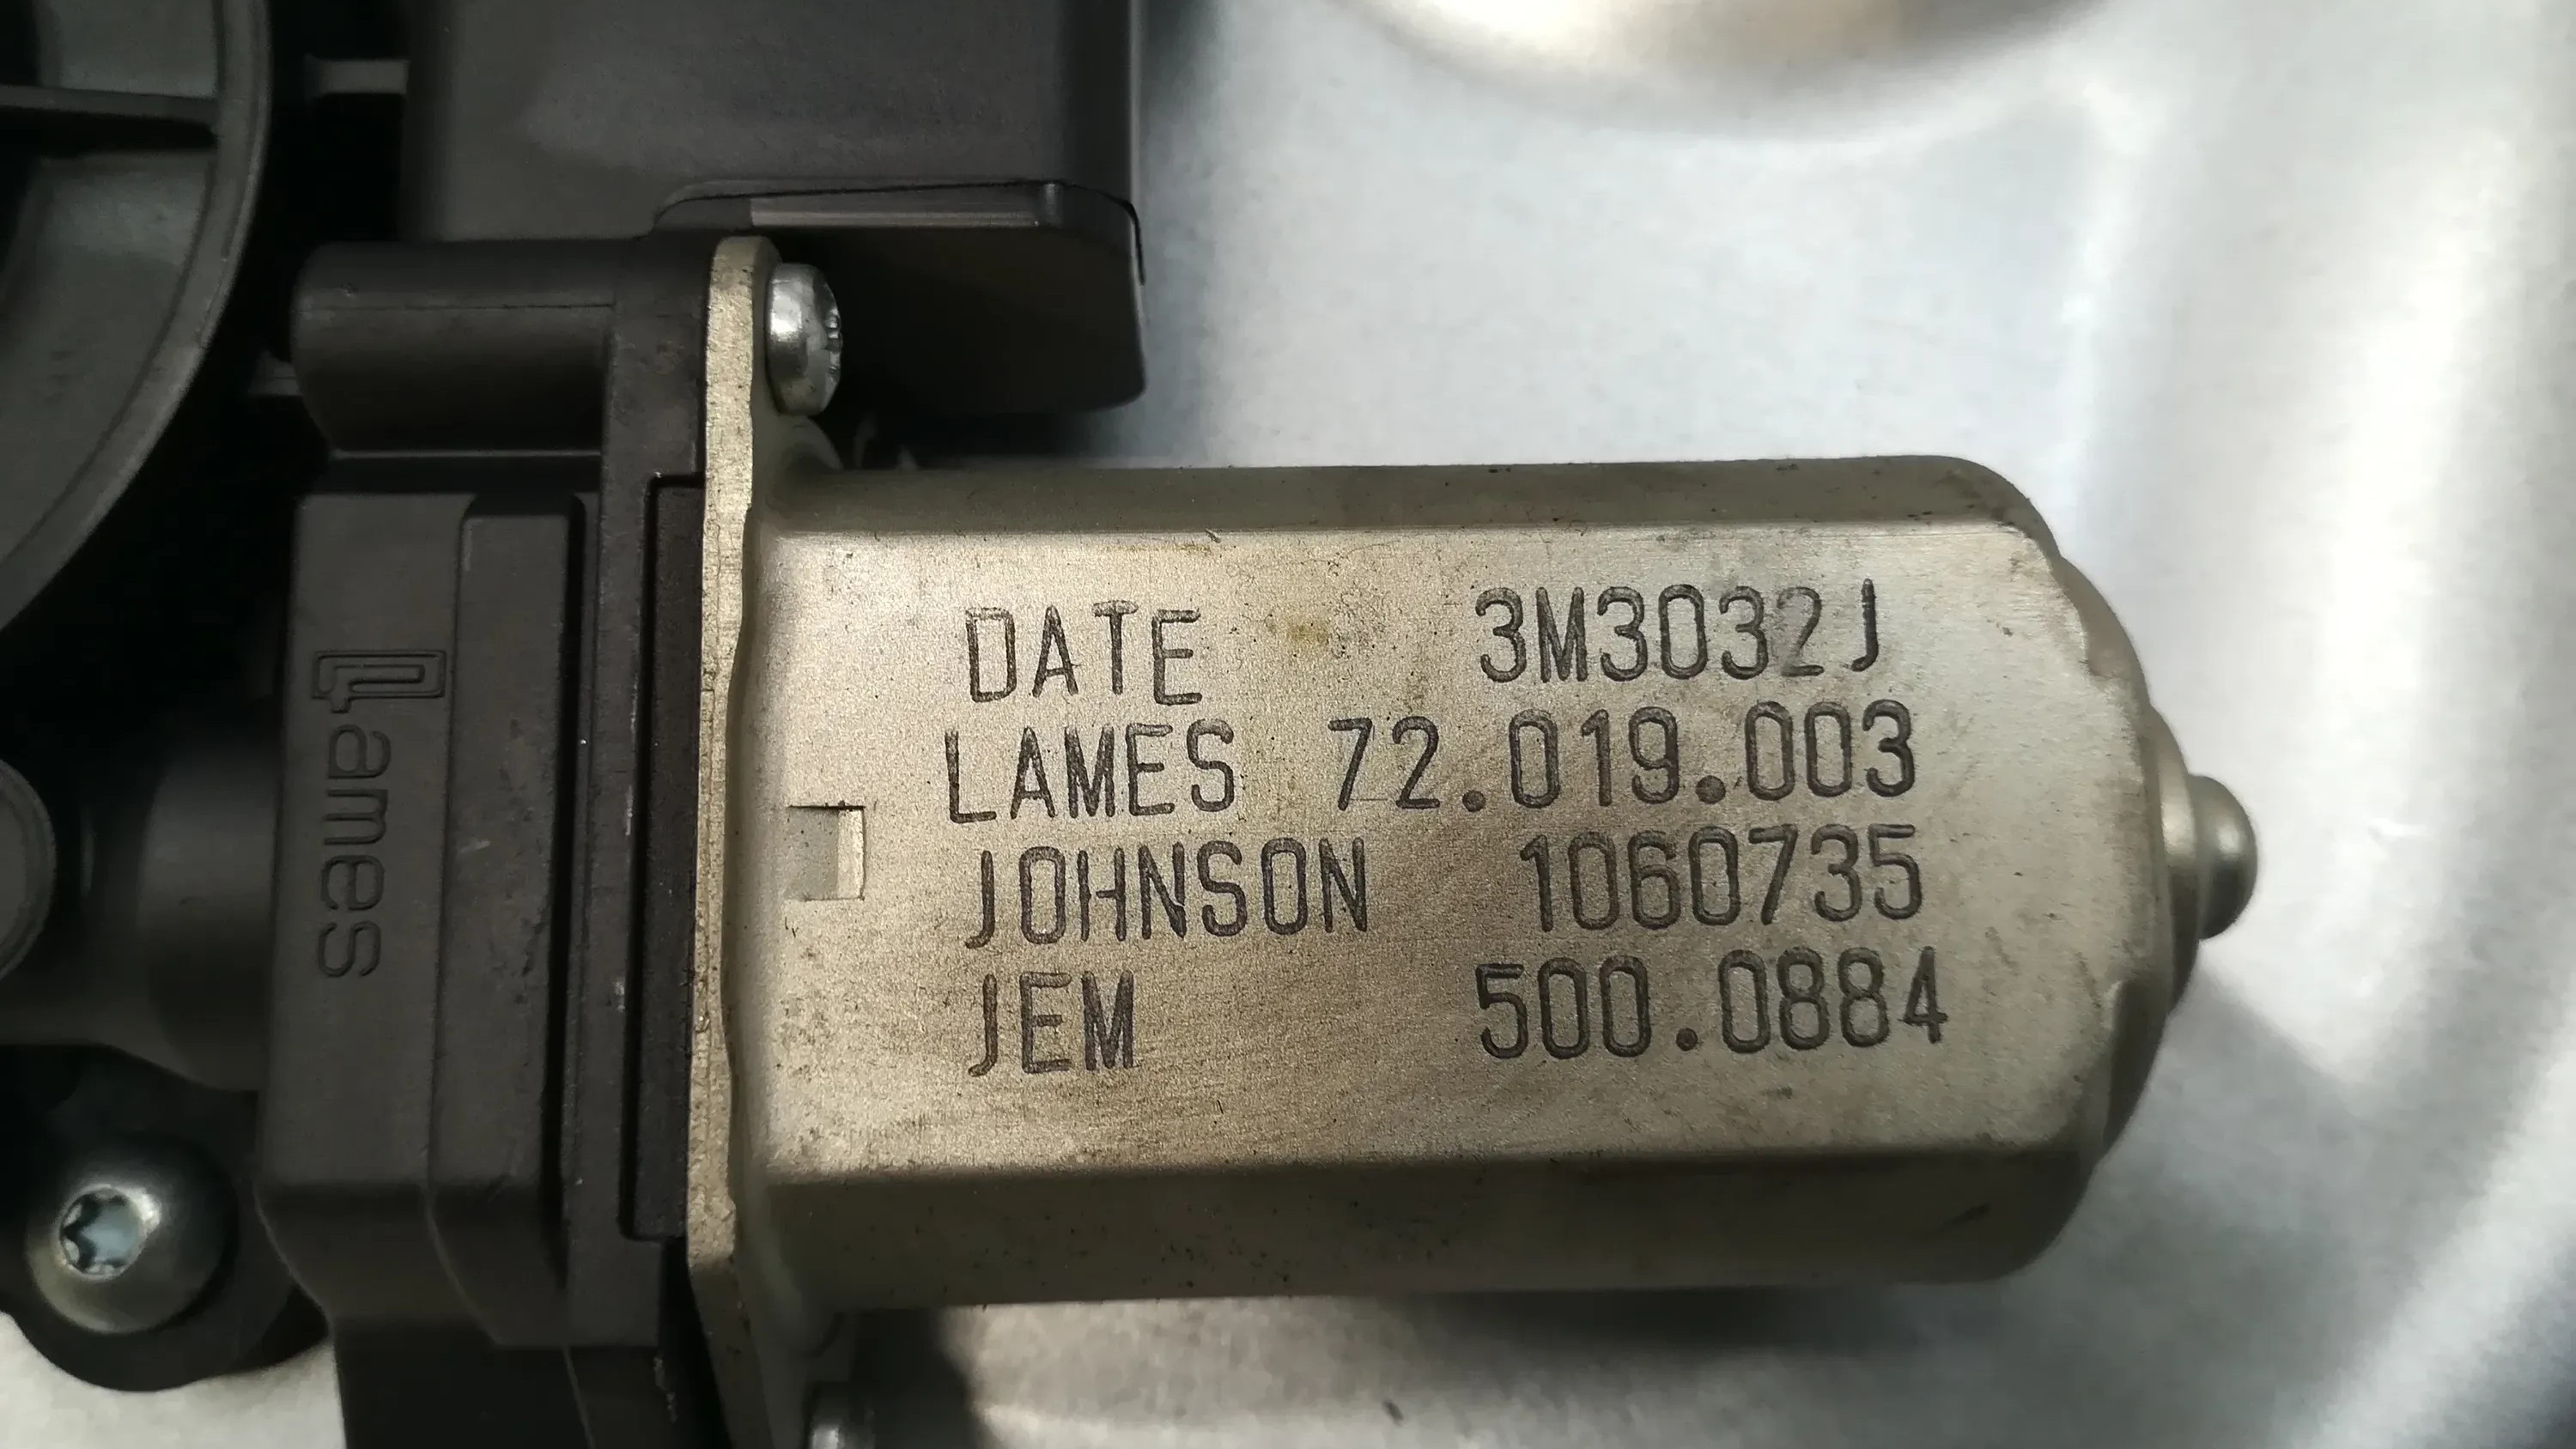 DATE 3M3032J
LAMES 72.019.003
JOHNSON 1060735
JEM 500.0884
Lames